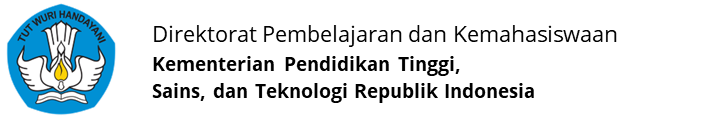 TUT WURI HANDAYANI
Direktorat Pembelajaran dan Kemahasiswaan
Kementerian Pendidikan Tinggi,
Sains, dan Teknologi Republik Indonesia